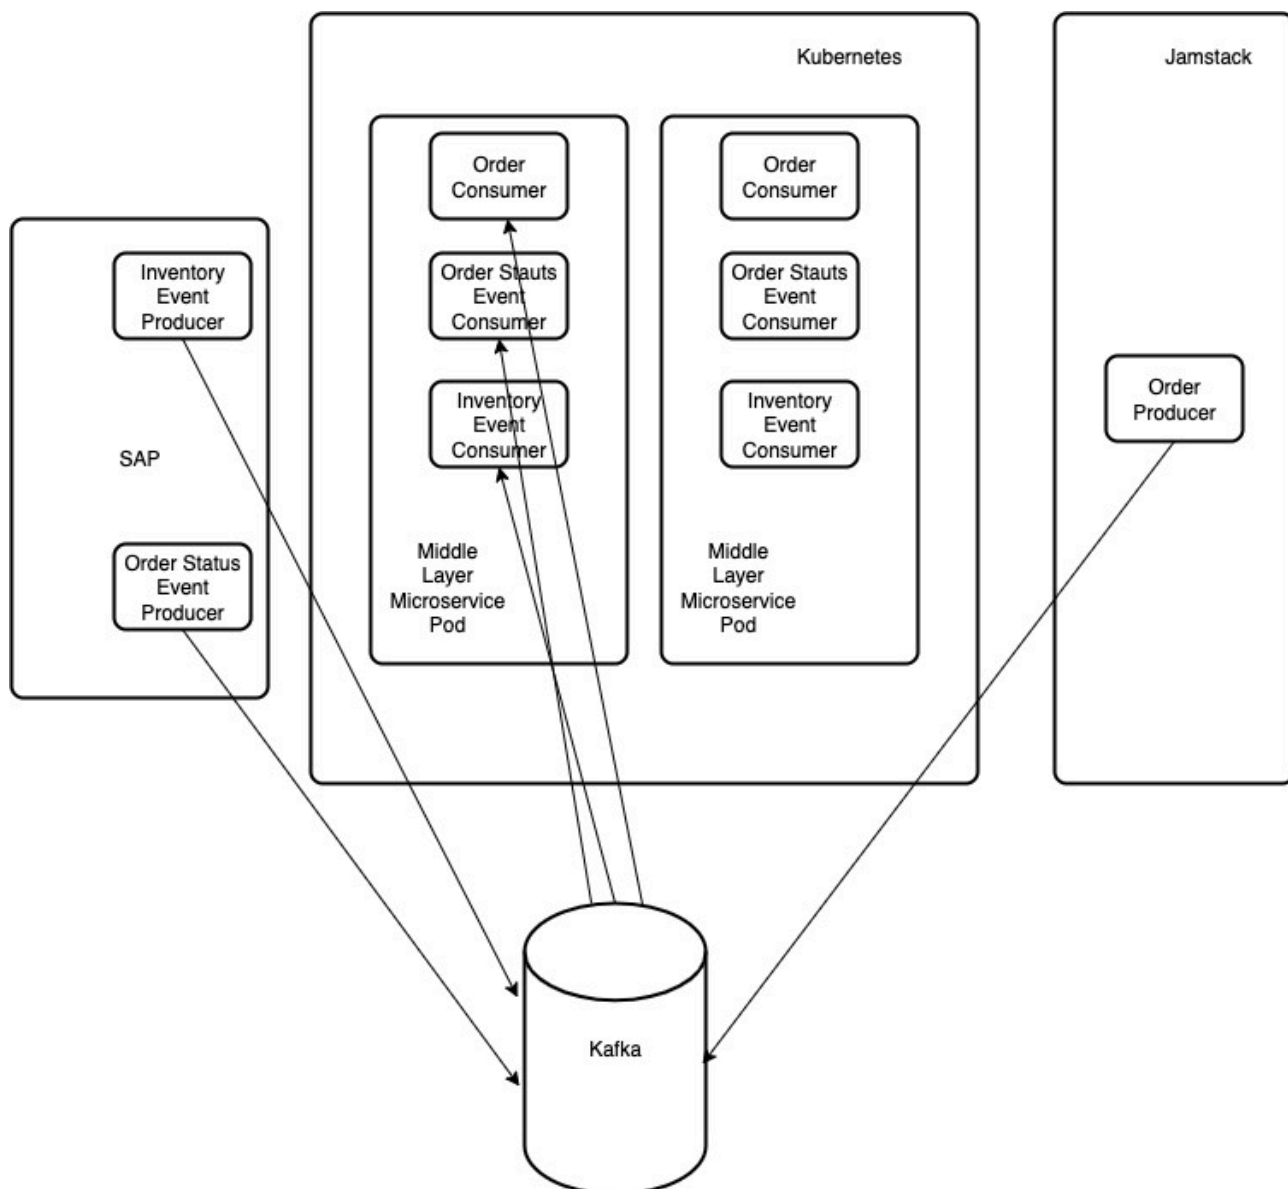 Kubernetes
Jamstack
Order
Consumer
Order
Consumer
Inventory
Event
Producer
Order Stauts
Event
Consumer
Order Stauts
Event
Consumer
Inventory
Event
Consumer
Inventory
Event
Consumer
Order
Producer
SAP
Order Status
Event
Producer
Middle
Layer
Microservice
Pod
Middle
Layer
Microservice
Pod
Kafka